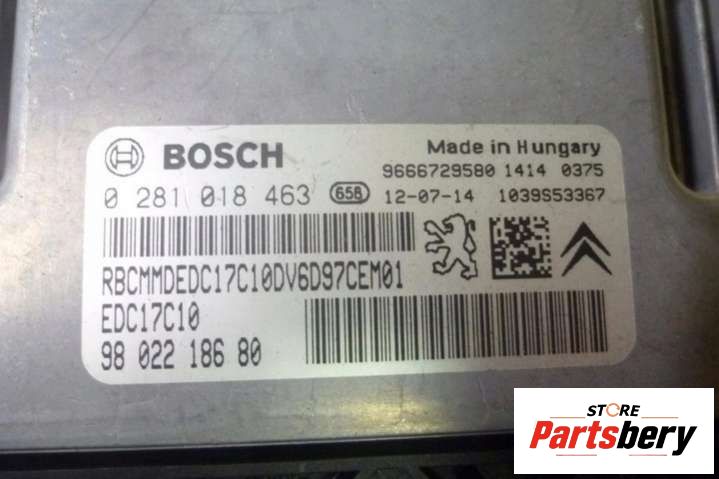 BOSCH
Made in Hungary
9666729580 1414 0375
0 281 018 463 656 12-07-14 1039S53367
RBCMMDEDC17C10DV6D97CEM01
EDC17C10
98 022 186 80
STORE
Partsbery